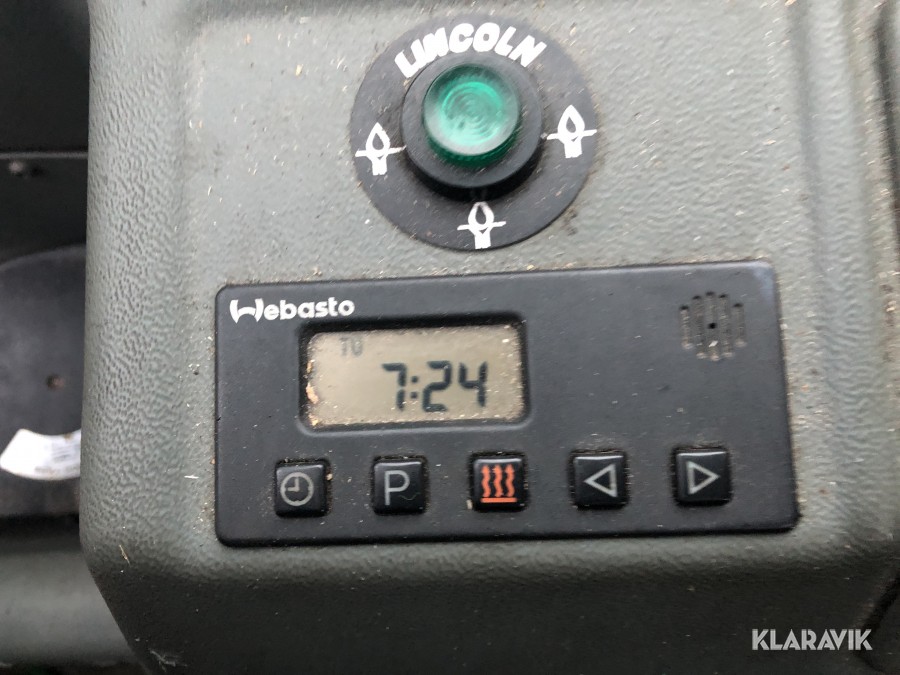 LINCOLN
Webasto
TU
7:24
P
KLARAVIK